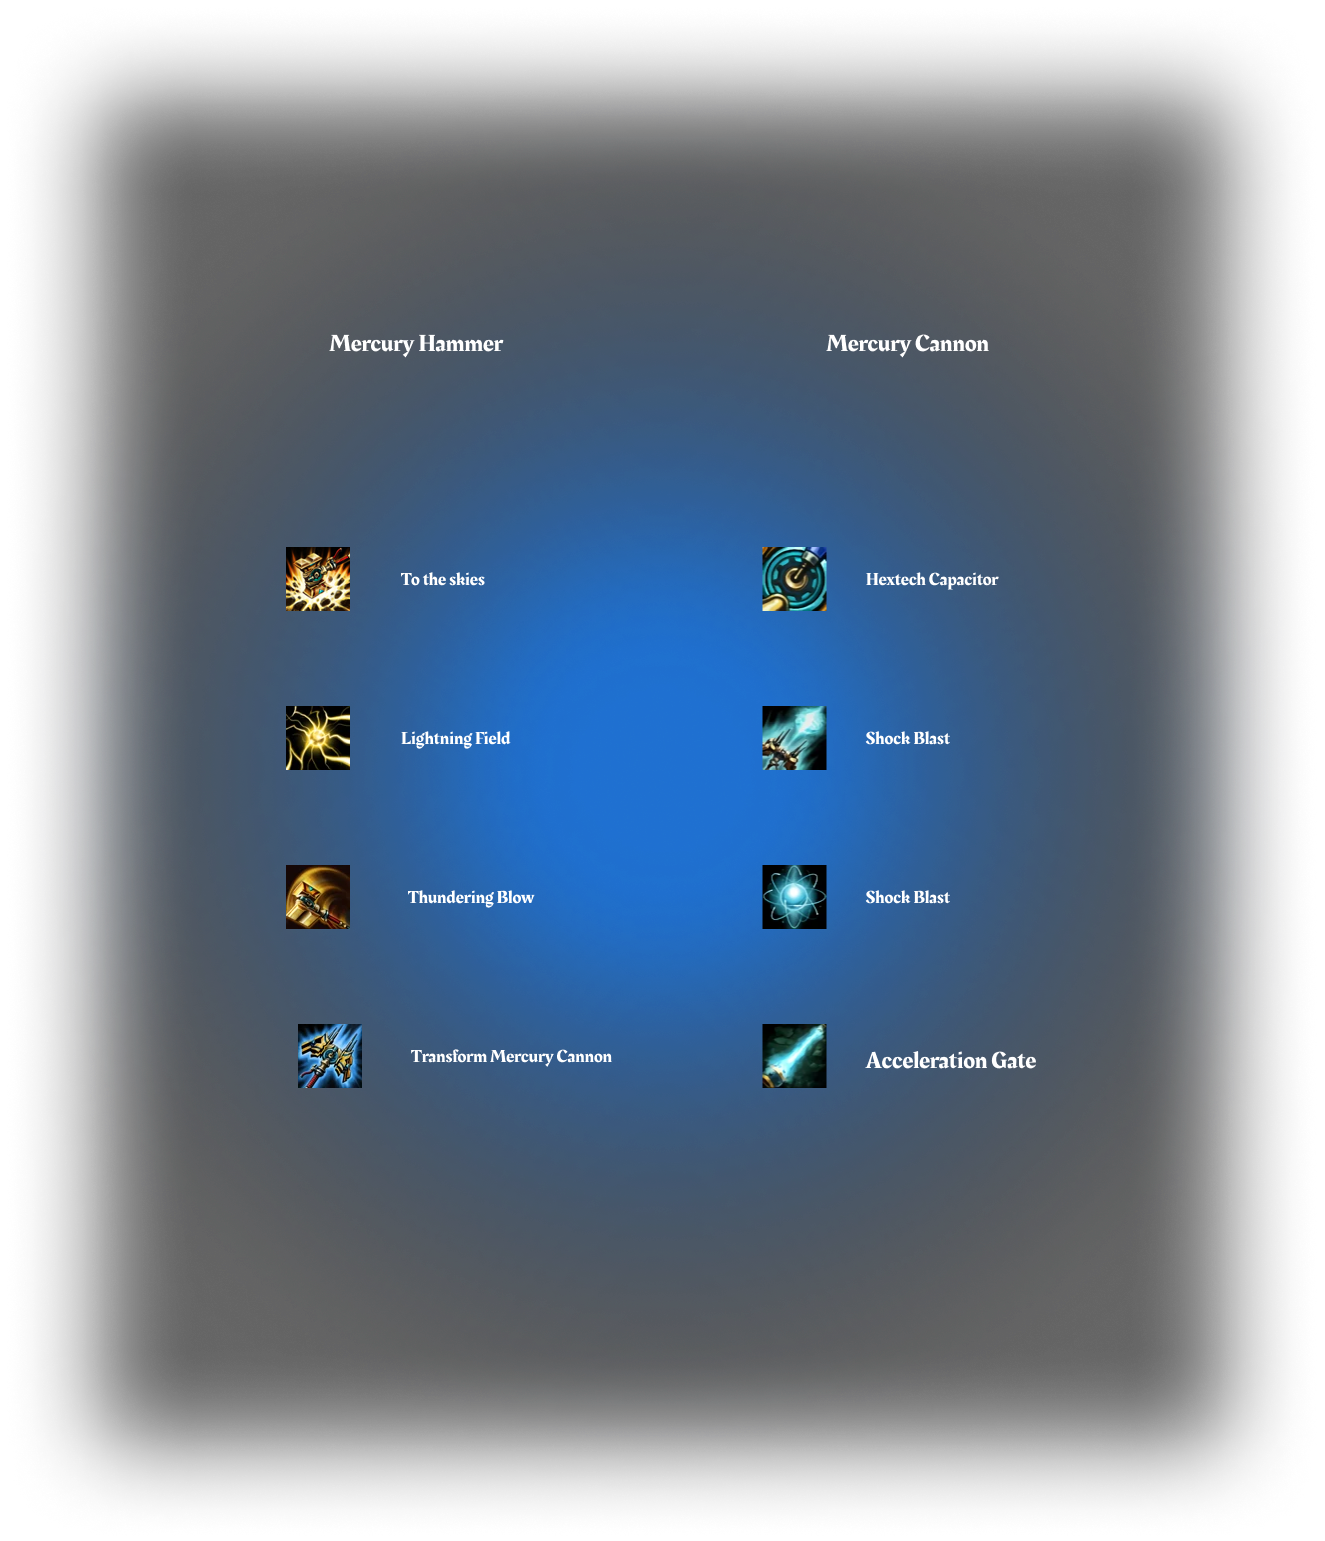 Mercury Hammer
Mercury Cannon
To the skies
Hextech Capacitor
Lightning Field
Shock Blast
Thundering Blow
Shock Blast
Transform Mercury Cannon
Acceleration Gate